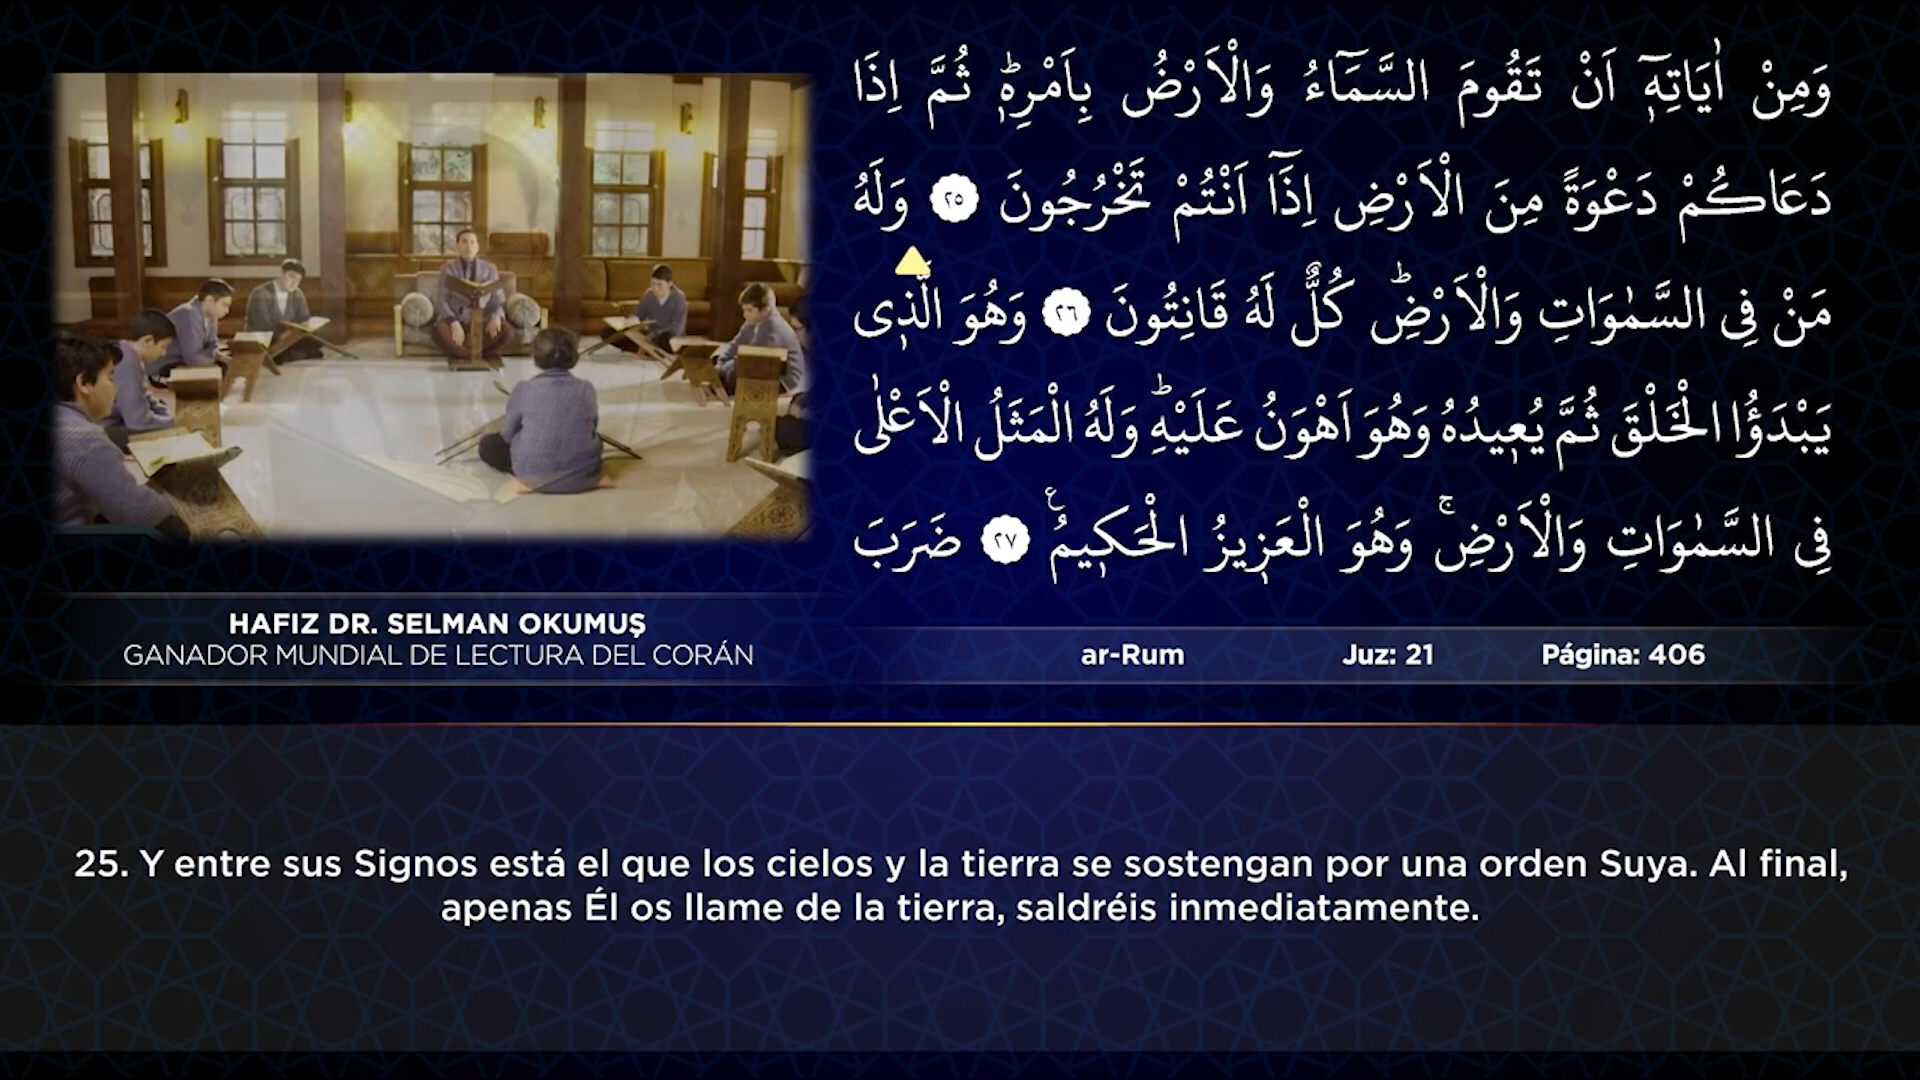 وَمِنْ اٰيَاتِه۪ٓ اَنْ تَقُومَ السَّمَٓاءُ وَالْاَرْضُ بِاَمْرِه۪ۜ ثُمَّ اِذَا
دَعَاكُمْ دَعْوَةً مِنَ الْاَرْضِ اِذَٓا اَنْتُمْ تَخْرُجُونَ ٢٥ وَلَهُ
مَنْ فِي السَّمٰوَاتِ وَالْاَرْضِۜ كُلٌّ لَهُ قَانِتُونَ ٢٦ وَهُوَ الَّذ۪ي
يَبْدَؤُا الْخَلْقَ ثُمَّ يُع۪يدُهُ وَهُوَ اَهْوَنُ عَلَيْهِۜ وَلَهُ الْمَثَلُ الْاَعْلٰى
فِي السَّمٰوَاتِ وَالْاَرْضِۚ وَهُوَ الْعَز۪يزُ الْحَك۪يمُ۟ ع ٢٧ ضَرَبَ
HAFIZ DR. SELMAN OKUMUŞ
GANADOR MUNDIAL DE LECTURA DEL CORÁN
ar-Rum Juz: 21 Página: 406
25. Y entre sus Signos está el que los cielos y la tierra se sostengan por una orden Suya. Al final,
apenas Él os llame de la tierra, saldréis inmediatamente.